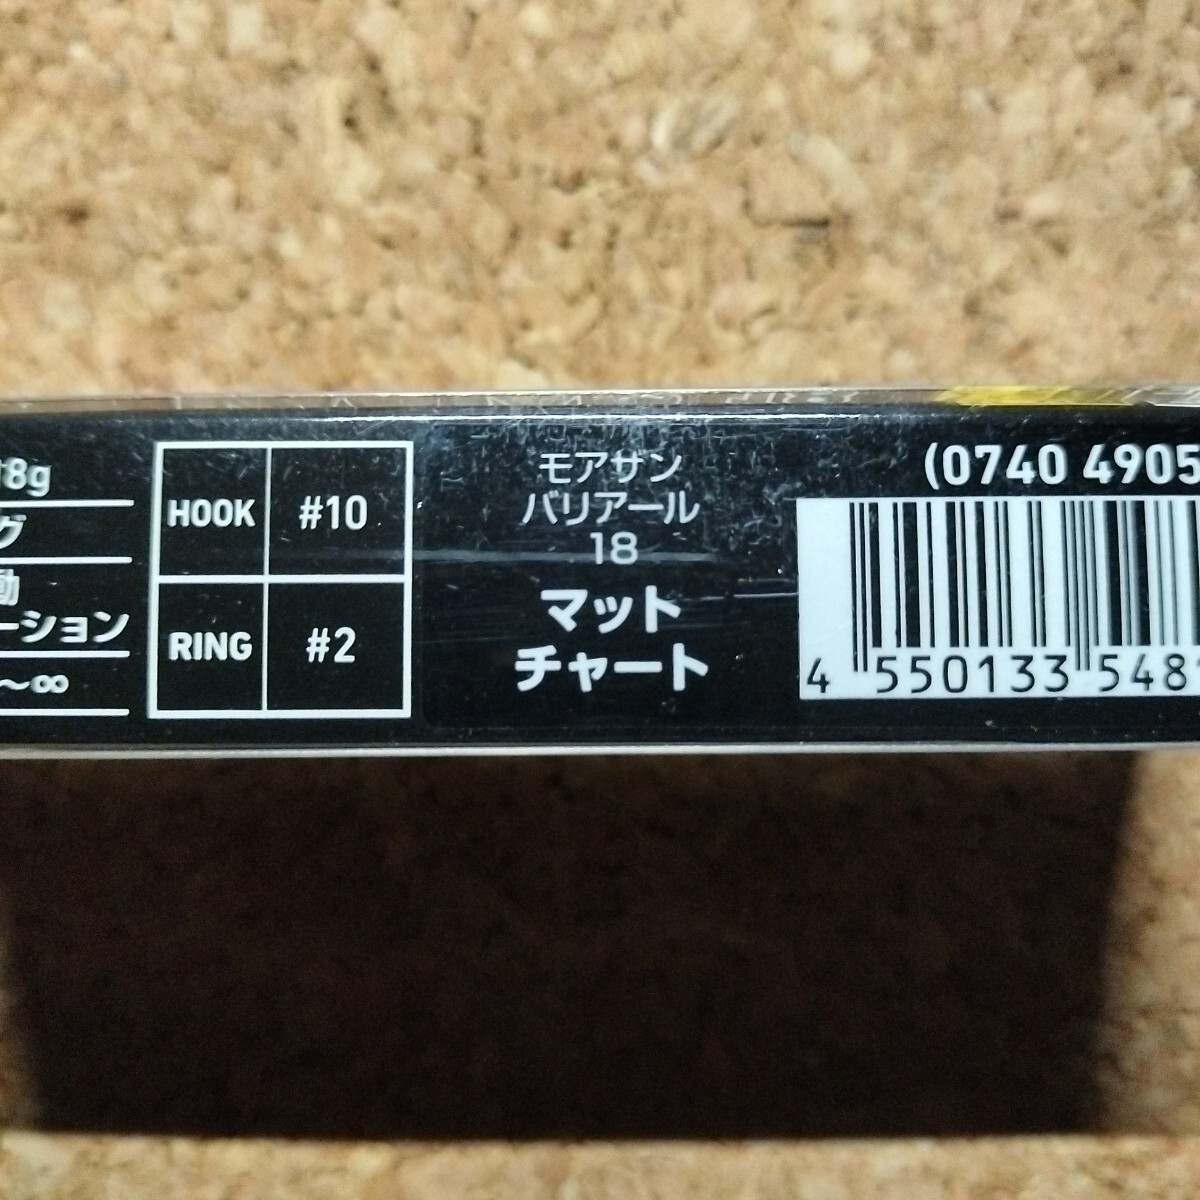 18g
グ
動
ーション
～∞
HOOK #10
RING #2
モアザン
バリアール
18
マット
チャート
(0740 4905
4 550133 548